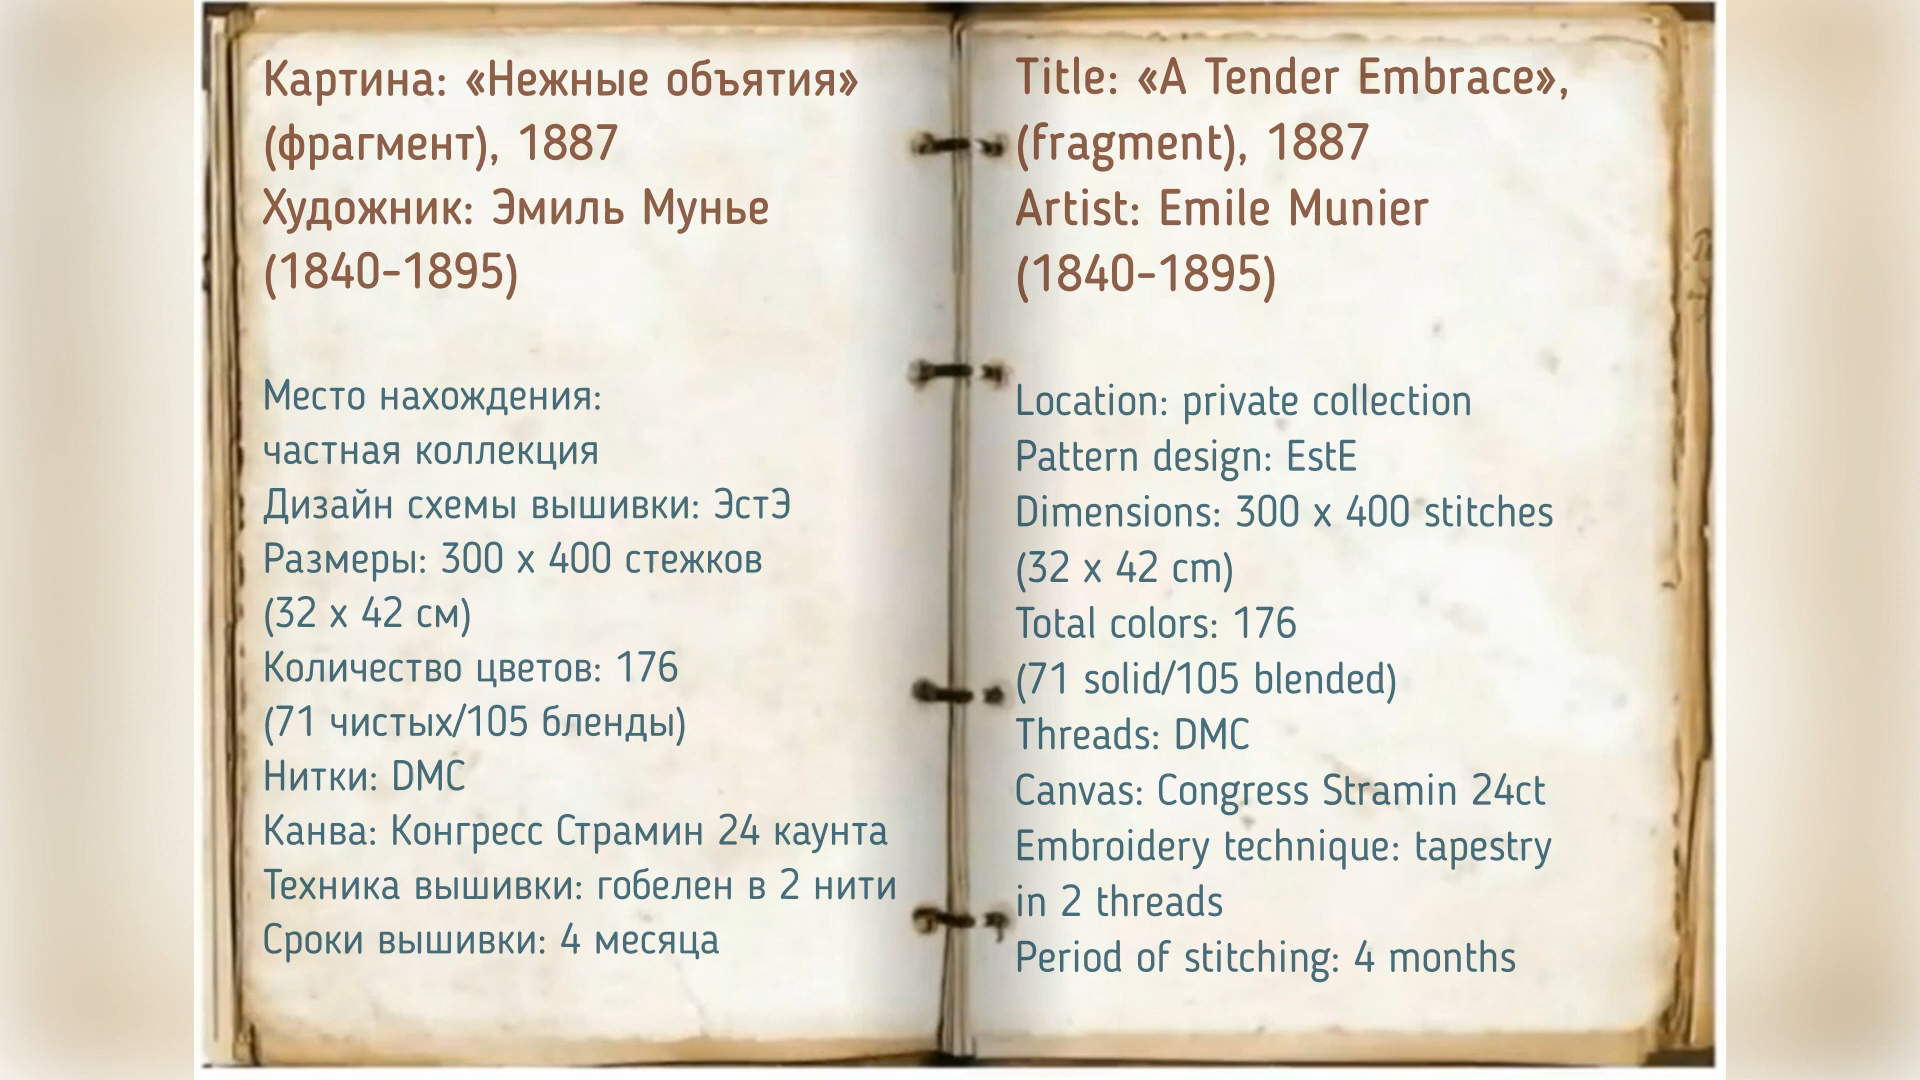 Картина: «Нежные объятия»
(фрагмент), 1887
Художник: Эмиль Мунье
(1840-1895)
Место нахождения:
частная коллекция
Дизайн схемы вышивки: ЭстЭ
Размеры: 300 х 400 стежков
(32 х 42 см)
Количество цветов: 176
(71 чистых/105 бленды)
Нитки: DMC
Канва: Конгресс Страмин 24 каунта
Техника вышивки: гобелен в 2 нити
Сроки вышивки: 4 месяца
Title: «A Tender Embrace»,
(fragment), 1887
Artist: Emile Munier
(1840-1895)
Location: private collection
Pattern design: EstE
Dimensions: 300 x 400 stitches
(32 x 42 cm)
Total colors: 176
(71 solid/105 blended)
Threads: DMC
Canvas: Congress Stramin 24ct
Embroidery technique: tapestry
in 2 threads
Period of stitching: 4 months